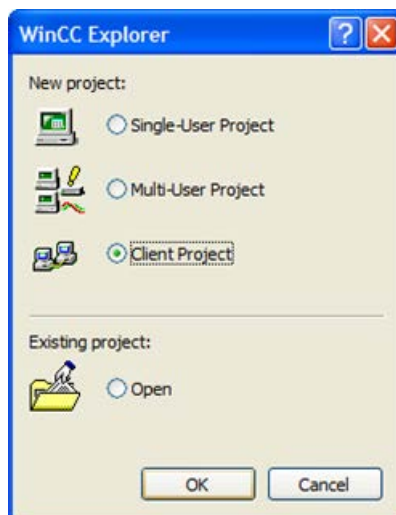 WinCC Explorer
New project:
Single-User Project
Multi-User Project
Client Project
Existing project:
Open
OK Cancel